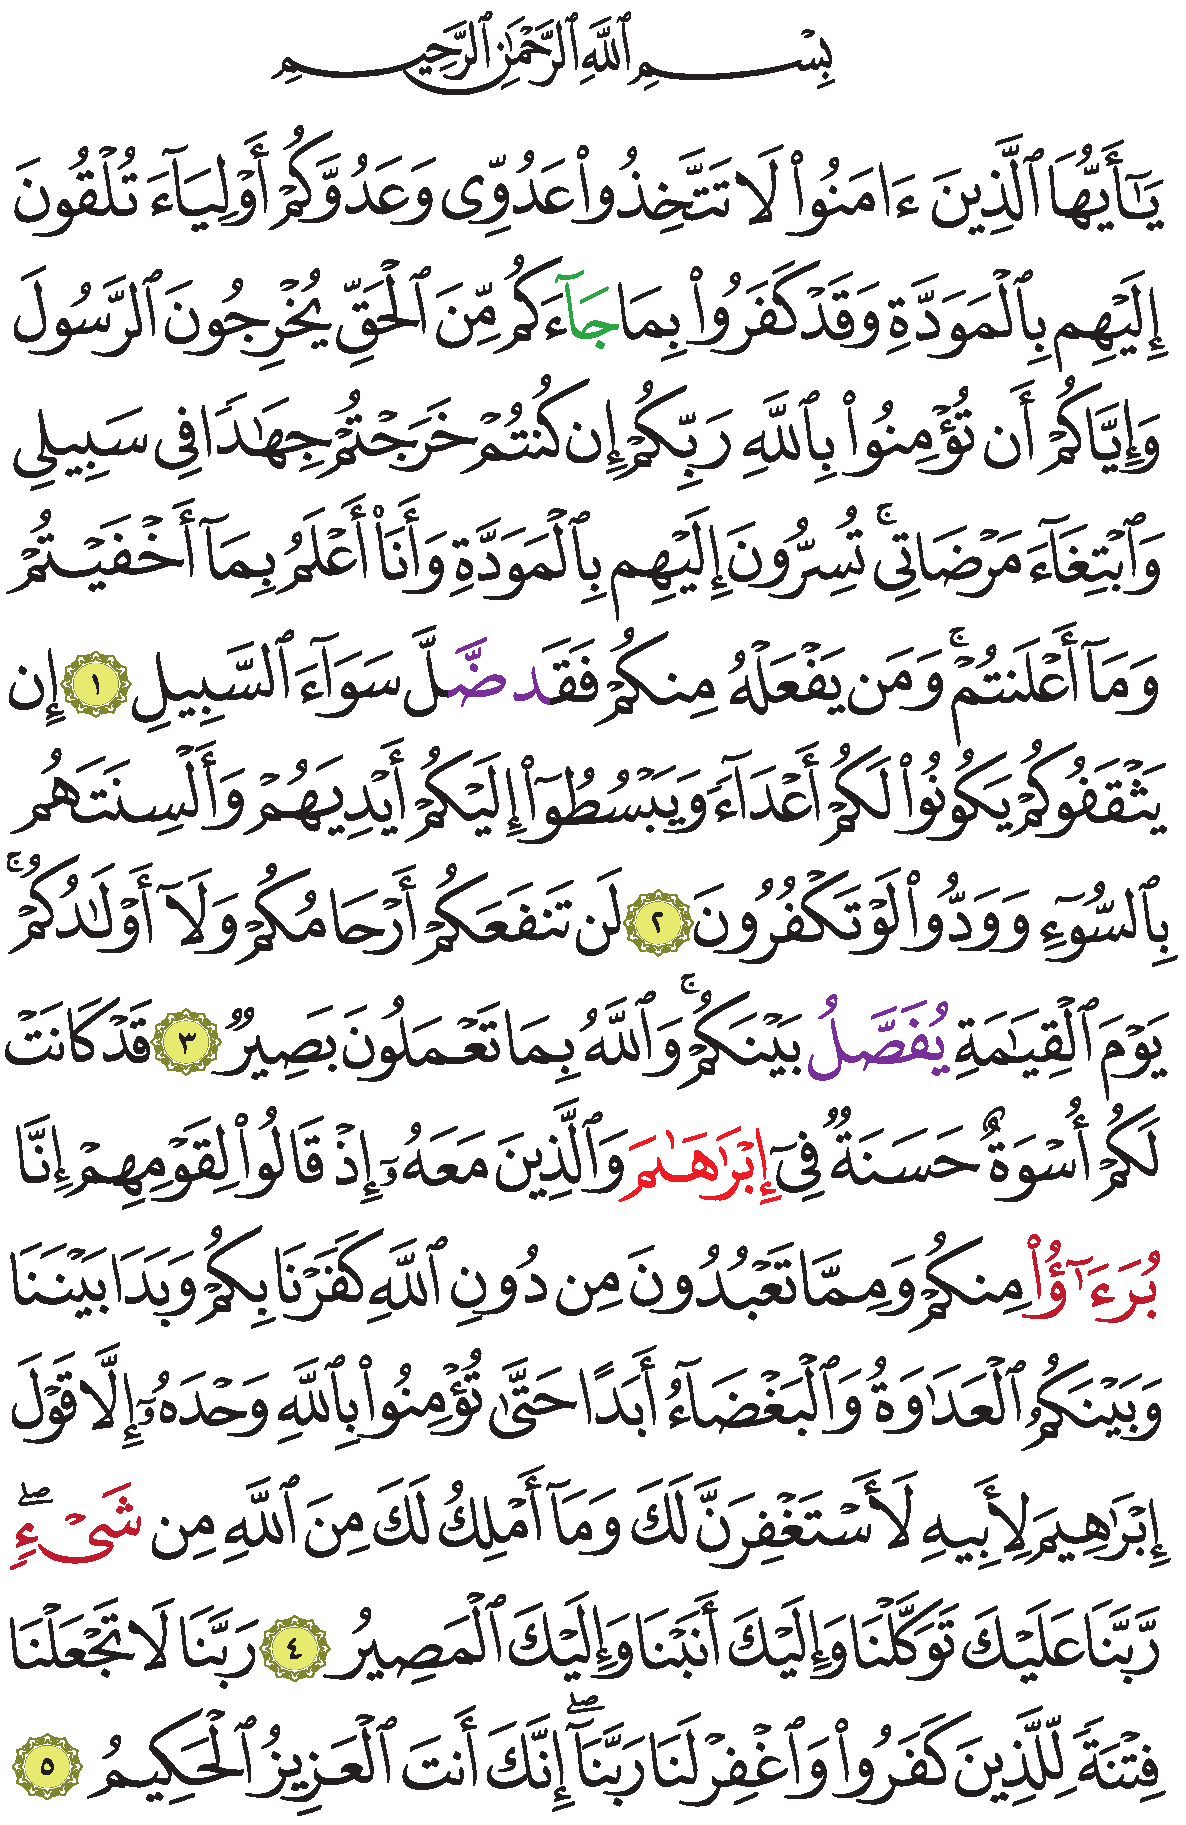 بِسْمِ ٱللَّهِ ٱلرَّحْمَٰنِ ٱلرَّحِيمِ
يَٰٓأَيُّهَا ٱلَّذِينَ ءَامَنُوا۟ لَا تَتَّخِذُوا۟ عَدُوِّى وَعَدُوَّكُمْ أَوْلِيَآءَ تُلْقُونَ
إِلَيْهِم بِٱلْمَوَدَّةِ وَقَدْ كَفَرُوا۟ بِمَا جَآءَكُم مِّنَ ٱلْحَقِّ يُخْرِجُونَ ٱلرَّسُولَ
وَإِيَّاكُمْ أَن تُؤْمِنُوا۟ بِٱللَّهِ رَبِّكُمْ إِن كُنتُمْ خَرَجْتُمْ جِهَٰدًا فِى سَبِيلِى
وَٱبْتِغَآءَ مَرْضَاتِى ۚ تُسِرُّونَ إِلَيْهِم بِٱلْمَوَدَّةِ وَأَنَا۠ أَعْلَمُ بِمَآ أَخْفَيْتُمْ
وَمَآ أَعْلَنتُمْ ۚ وَمَن يَفْعَلْهُ مِنكُمْ فَقَد ضَّلَّ سَوَآءَ ٱلسَّبِيلِ ١ إِن
يَثْقَفُوكُمْ يَكُونُوا۟ لَكُمْ أَعْدَآءَ وَيَبْسُطُوٓا۟ إِلَيْكُمْ أَيْدِيَهُمْ وَأَلْسِنَتَهُم
بِٱلسُّوٓءِ وَوَدُّوا۟ لَوْ تَكْفُرُونَ ٢ لَن تَنفَعَكُمْ أَرْحَامُكُمْ وَلَآ أَوْلَٰدُكُمْ ۚ
يَوْمَ ٱلْقِيَٰمَةِ يُفَصَّلُ بَيْنَكُمْ ۚ وَٱللَّهُ بِمَا تَعْمَلُونَ بَصِيرٌ ٣ قَدْ كَانَتْ
لَكُمْ أُسْوَةٌ حَسَنَةٌ فِىٓ إِبْرَٰهَٰمَ وَٱلَّذِينَ مَعَهُۥٓ إِذْ قَالُوا۟ لِقَوْمِهِمْ إِنَّا
بُرَءَٰٓؤُا۟ مِنكُمْ وَمِمَّا تَعْبُدُونَ مِن دُونِ ٱللَّهِ كَفَرْنَا بِكُمْ وَبَدَا بَيْنَنَا
وَبَيْنَكُمُ ٱلْعَدَٰوَةُ وَٱلْبَغْضَآءُ أَبَدًا حَتَّىٰ تُؤْمِنُوا۟ بِٱللَّهِ وَحْدَهُۥٓ إِلَّا قَوْلَ
إِبْرَٰهِيمَ لِأَبِيهِ لَأَسْتَغْفِرَنَّ لَكَ وَمَآ أَمْلِكُ لَكَ مِنَ ٱللَّهِ مِن شَىْءٍ ۖ
رَّبَّنَا عَلَيْكَ تَوَكَّلْنَا وَإِلَيْكَ أَنَبْنَا وَإِلَيْكَ ٱلْمَصِيرُ ٤ رَبَّنَا لَا تَجْعَلْنَا
فِتْنَةً لِّلَّذِينَ كَفَرُوا۟ وَٱغْفِرْ لَنَا رَبَّنَآ ۖ إِنَّكَ أَنتَ ٱلْعَزِيزُ ٱلْحَكِيمُ ٥